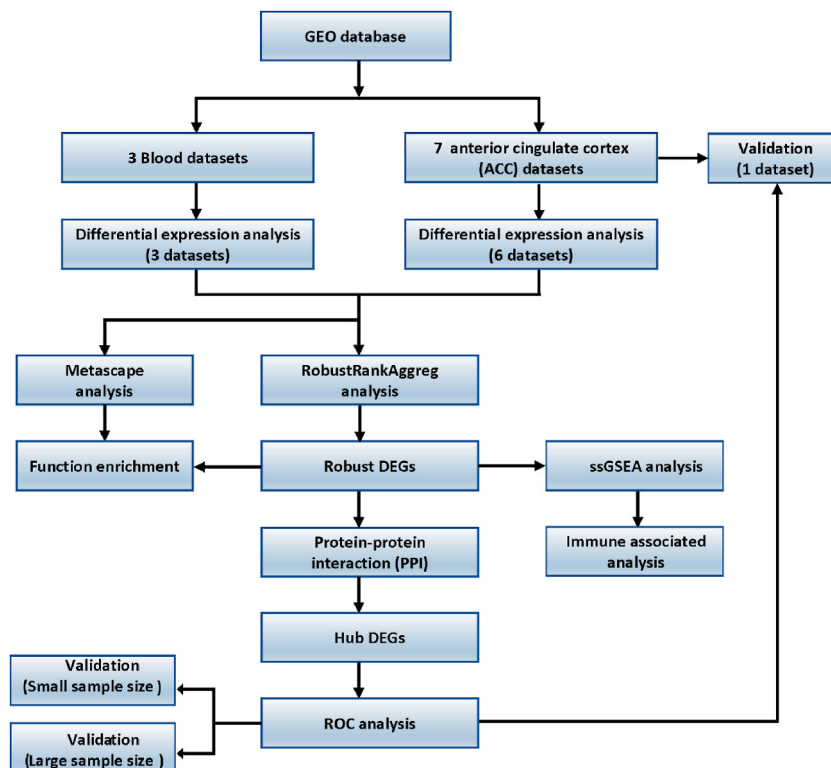 GEO database
3 Blood datasets
7 anterior cingulate cortex
(ACC) datasets
Validation
(1 dataset)
Differential expression analysis
(3 datasets)
Differential expression analysis
(6 datasets)
Metascape
analysis
RobustRankAggreg
analysis
Function enrichment
Robust DEGs
ssGSEA analysis
Protein-protein
interaction (PPI)
Immune associated
analysis
Hub DEGs
Validation
(Small sample size )
ROC analysis
Validation
(Large sample size )